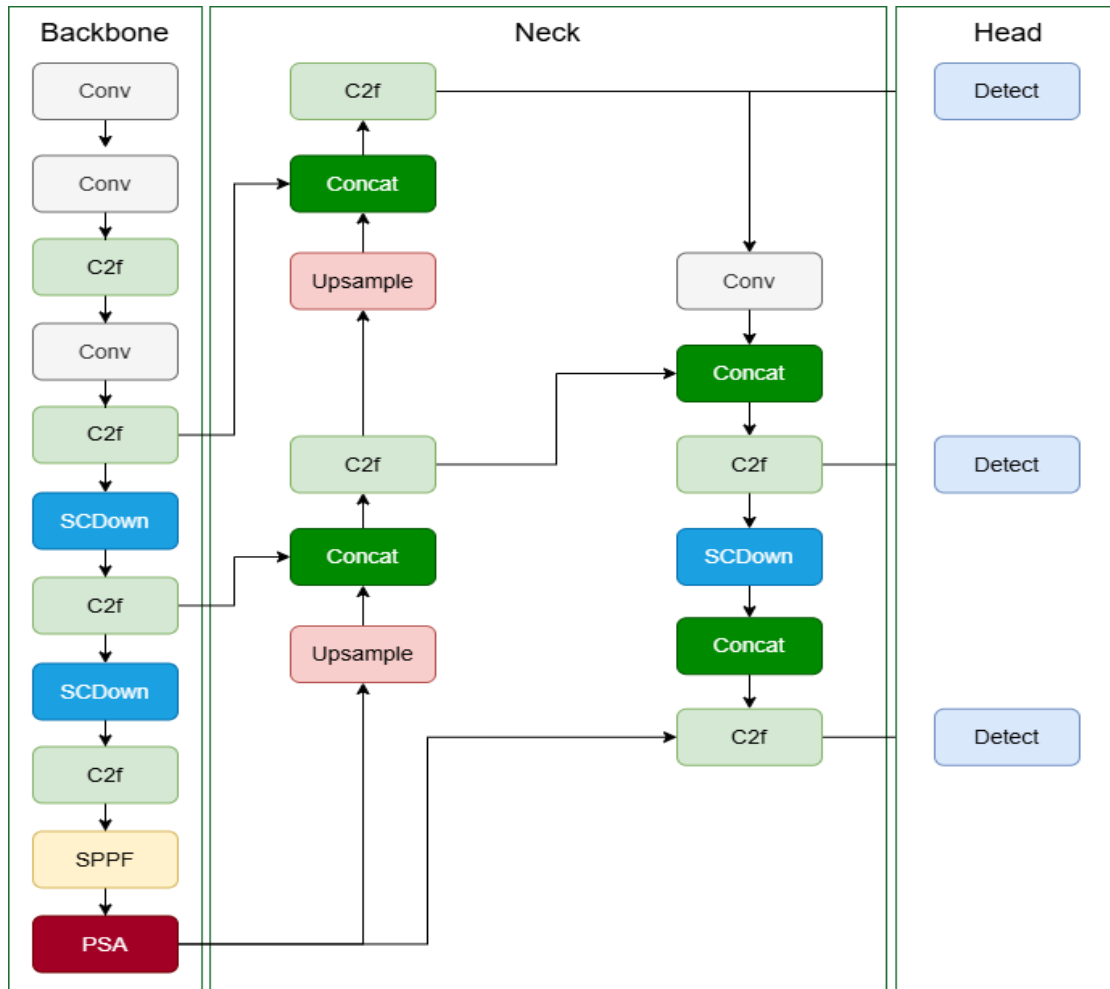 Backbone
Conv
Conv
C2f
Conv
C2f
SCDown
C2f
SCDown
C2f
SPPF
PSA
Neck
C2f
Concat
Upsample
C2f
Concat
Upsample
Conv
Concat
C2f
SCDown
Concat
C2f
Head
Detect
Detect
Detect